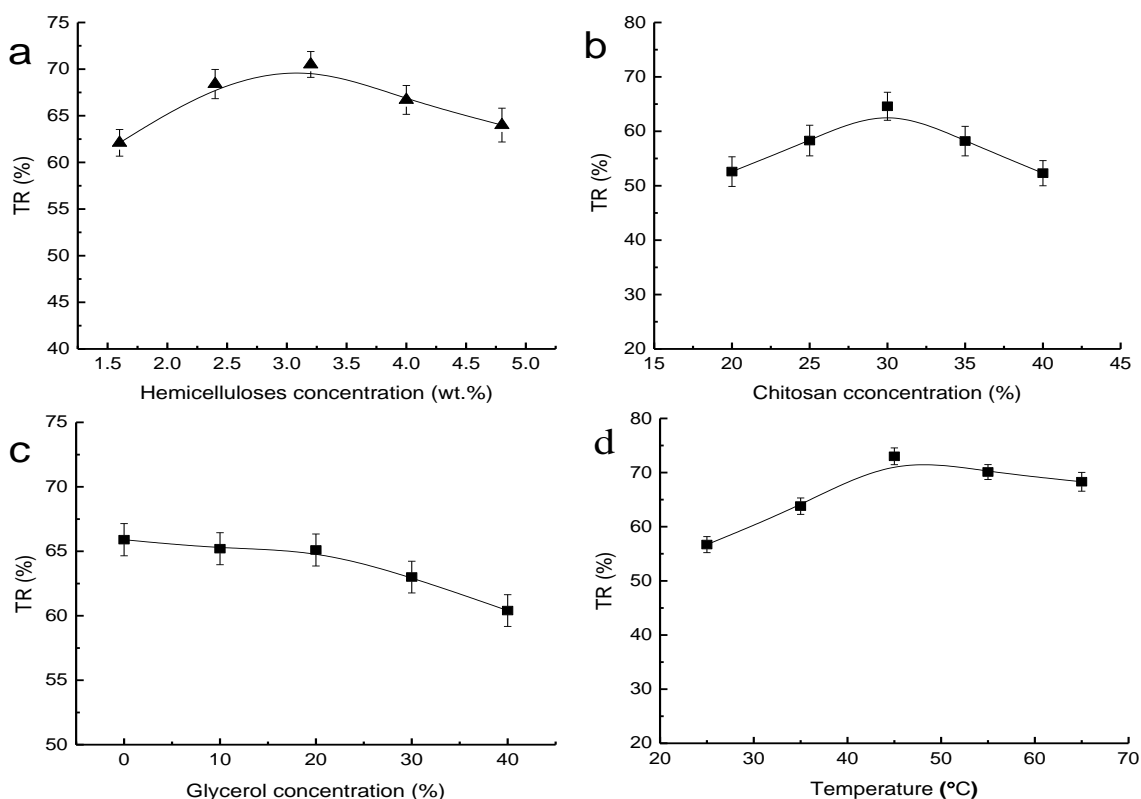 a
TR (%)
75
70
65
60
55
50
45
40
1.5 2.0 2.5 3.0 3.5 4.0 4.5 5.0
Hemicelluloses concentration (wt.%)
b
TR (%)
80
70
60
50
40
30
20
15 20 25 30 35 40 45
Chitosan cconcentration (%)
c
TR (%)
75
70
65
60
55
50
0 10 20 30 40
Glycerol concentration (%)
d
TR (%)
80
70
60
50
40
30
20
20 30 40 50 60 70
Temperature (°C)